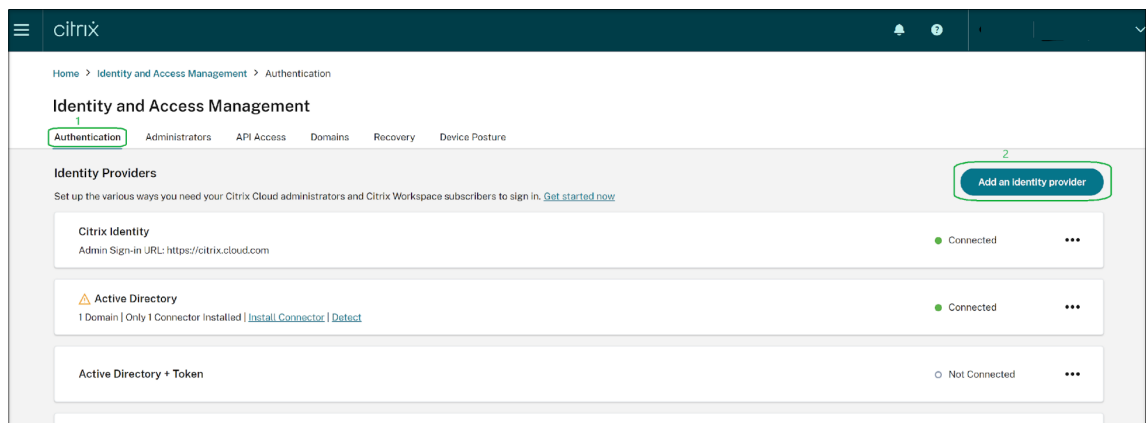 citrix
Home > Identity and Access Management > Authentication
Identity and Access Management
1
Authentication Administrators API Access Domains Recovery Device Posture
2
Identity Providers
Add an identity provider
Set up the various ways you need your Citrix Cloud administrators and Citrix Workspace subscribers to sign in. Get started now
Citrix Identity
Admin Sign-in URL: https://citrix.cloud.com
Connected
Active Directory
1 Domain | Only 1 Connector Installed | Install Connector | Detect
Connected
Active Directory + Token
Not Connected